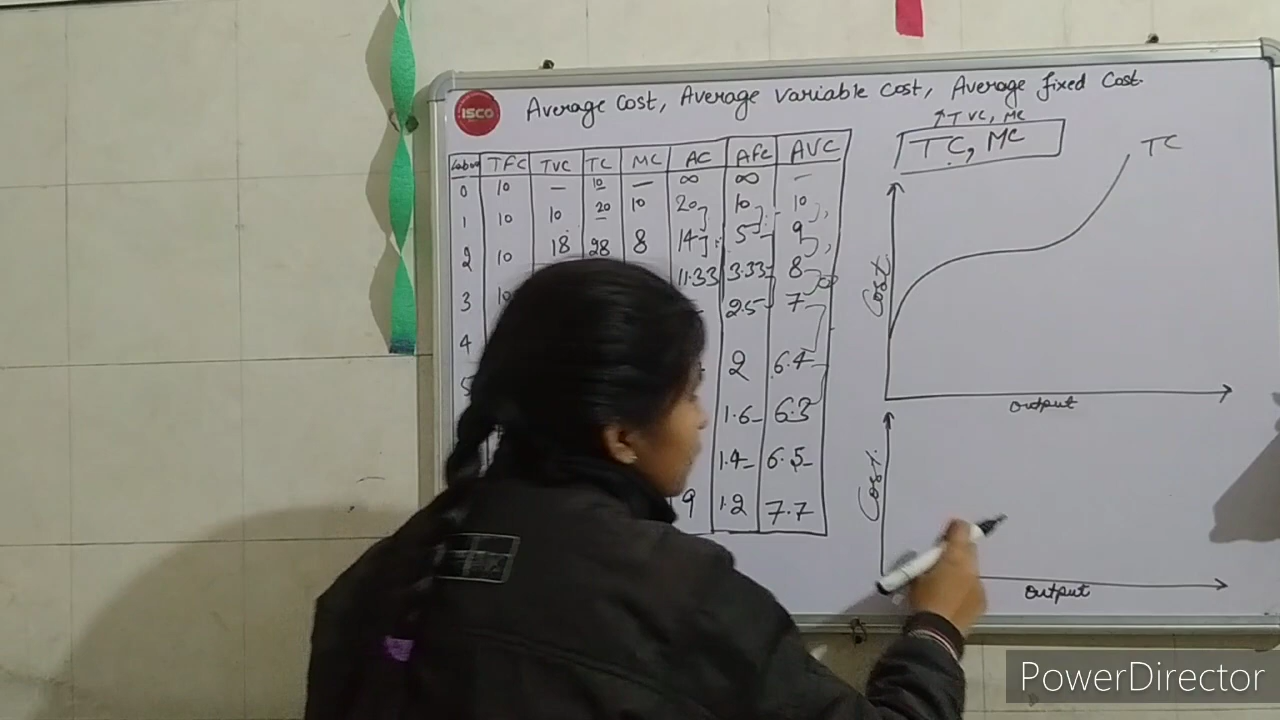 ISCO
Average Cost, Average Variable Cost, Average fixed Cost.
↑TVC, MC
TC, MC
TC
Labour TFC TVC TC MC AC AFC AVC
0 10 — 10 — ∞ ∞ —
1 10 10 20 10 20 10 10
2 10 18 28 8 14 5 9
3 10 11.33 3.33 8
4 2.5 7
5 2 6.4
1.6 6.3
1.4 6.5
9 1.2 7.7
Cost
output
Cost
output
PowerDirector